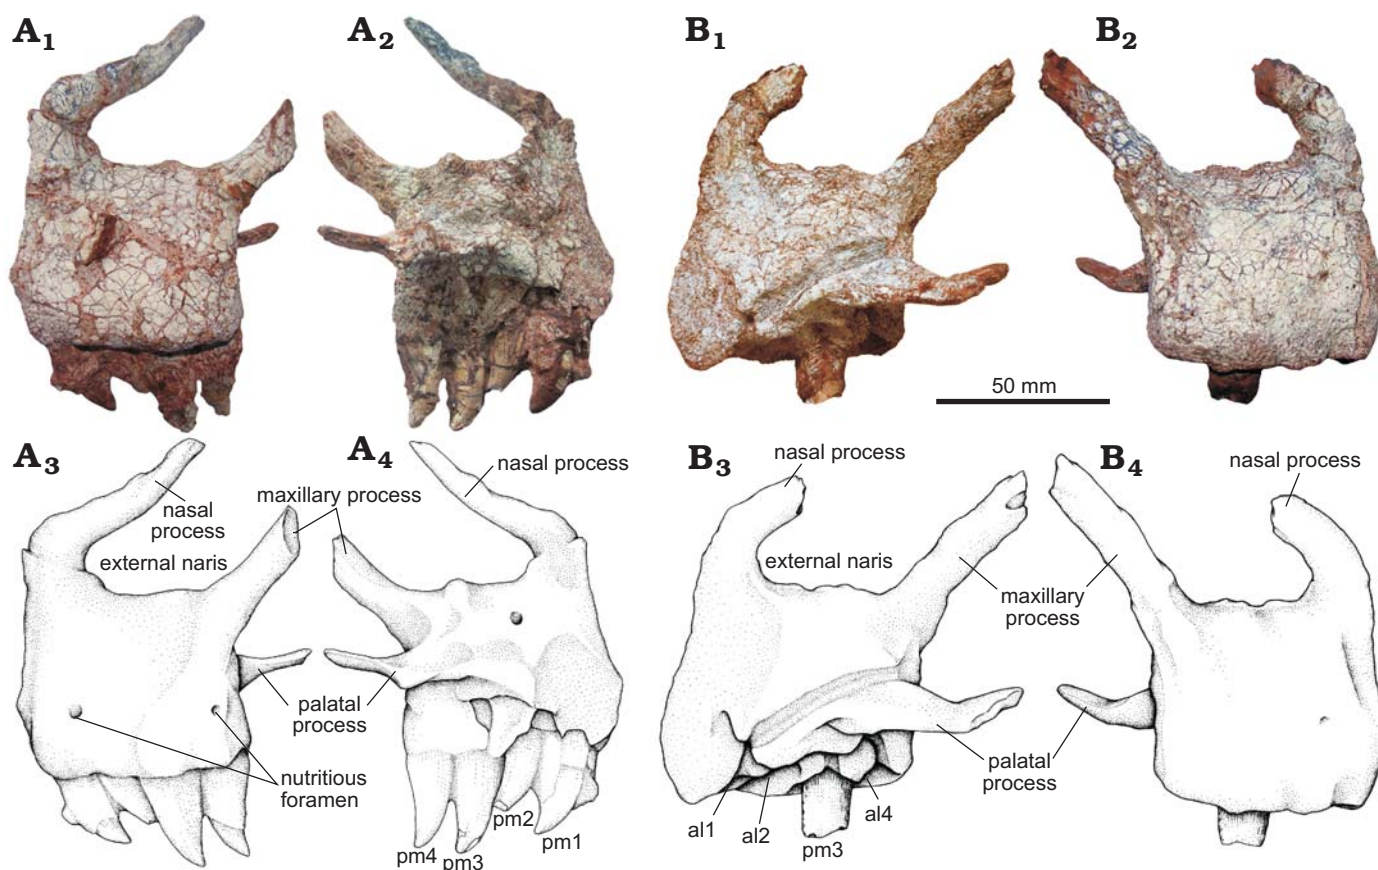 A1
A2
B1
B2
50 mm
A3
A4
B3
B4
nasal
process
maxillary process
nasal process
external naris
palatal
process
nutritious
foramen
pm4
pm3
pm2
pm1
nasal process
external naris
maxillary
process
nasal process
palatal
process
al1
al2
pm3
al4